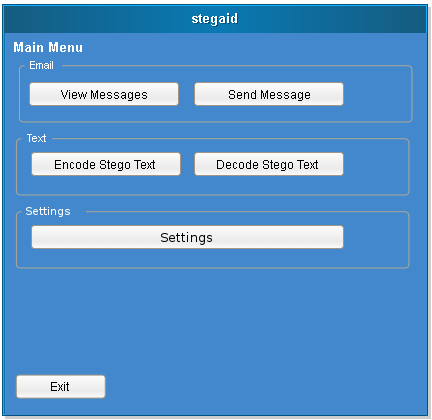 stegaid
Main Menu
Email
View Messages Send Message
Text
Encode Stego Text Decode Stego Text
Settings
Settings
Exit